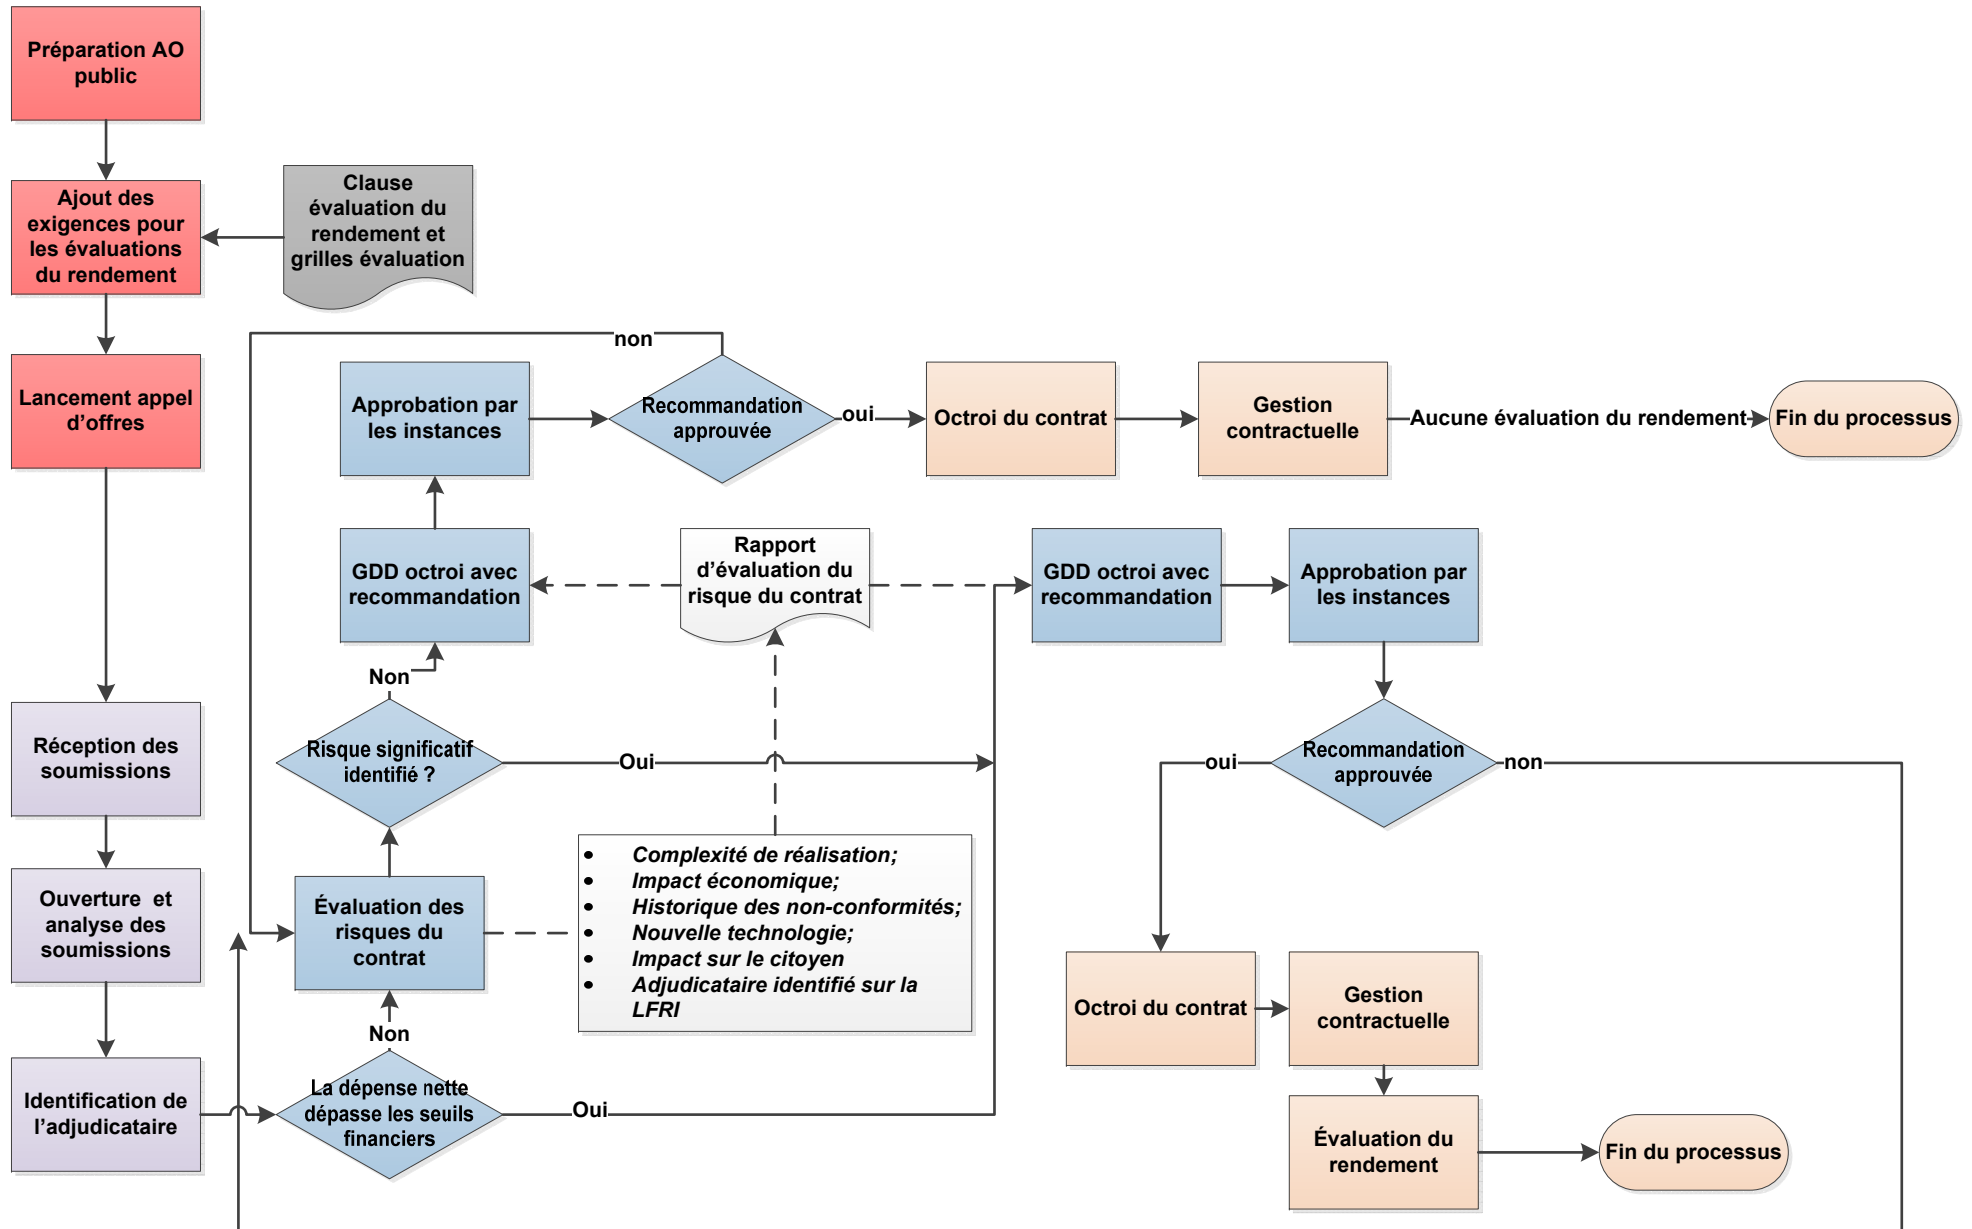 Préparation AO
public
Ajout des
exigences pour
les évaluations
du rendement
Clause
évaluation du
rendement et
grilles évaluation
Lancement appel
d'offres
non
Approbation par
les instances
Recommandation
approuvée
oui
Octroi du contrat
Gestion
contractuelle
Aucune évaluation du rendement
Fin du processus
GDD octroi avec
recommandation
Rapport
d'évaluation du
risque du contrat
GDD octroi avec
recommandation
Approbation par
les instances
Non
Réception des
soumissions
Risque significatif
identifié ?
Oui
oui
Recommandation
approuvée
non
Ouverture et
analyse des
soumissions
Évaluation des
risques du
contrat
• Complexité de réalisation;
• Impact économique;
• Historique des non-conformités;
• Nouvelle technologie;
• Impact sur le citoyen
• Adjudicataire identifié sur la
LFRI
Octroi du contrat
Gestion
contractuelle
Non
Identification de
l'adjudicataire
La dépense nette
dépasse les seuils
financiers
Oui
Évaluation du
rendement
Fin du processus